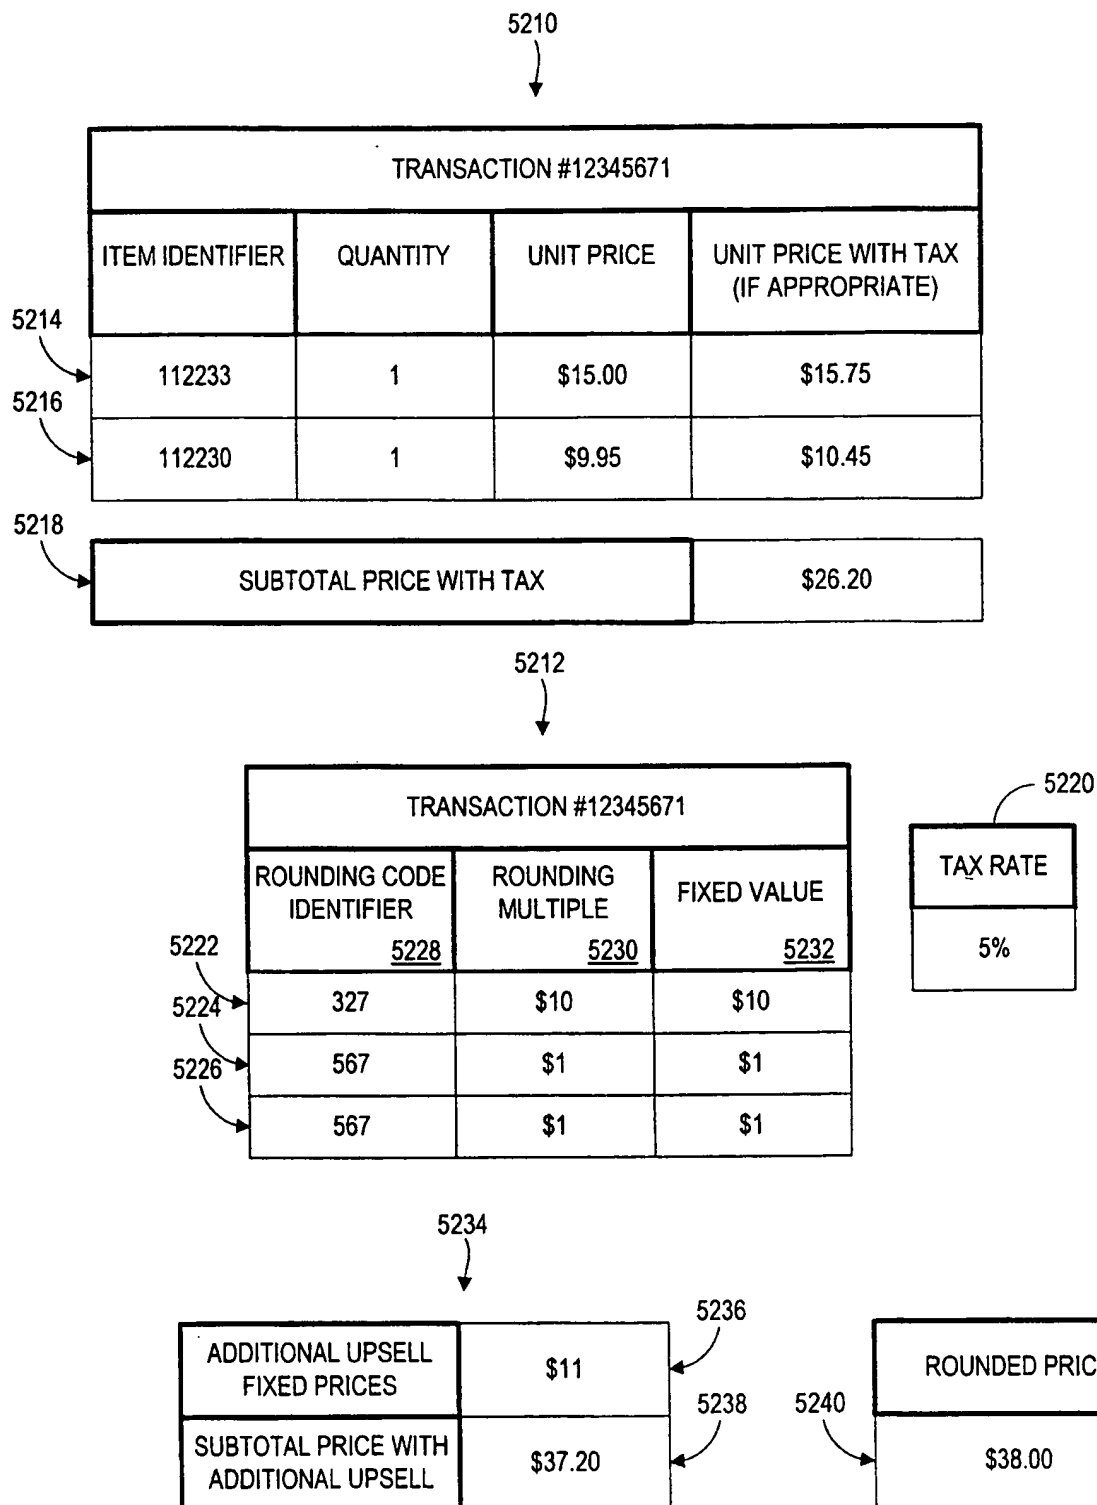 5210
TRANSACTION #12345671
ITEM IDENTIFIER QUANTITY UNIT PRICE UNIT PRICE WITH TAX
(IF APPROPRIATE)
5214
112233 1 $15.00 $15.75
5216
112230 1 $9.95 $10.45
5218
SUBTOTAL PRICE WITH TAX $26.20
5212
TRANSACTION #12345671
ROUNDING CODE
IDENTIFIER
5228
ROUNDING
MULTIPLE
5230
FIXED VALUE
5232
5220
TAX RATE
5%
5222
327 $10 $10
5224
567 $1 $1
5226
567 $1 $1
5234
ADDITIONAL UPSELL
FIXED PRICES
$11
5236
SUBTOTAL PRICE WITH
ADDITIONAL UPSELL
$37.20
5238
5240
ROUNDED PRIC
$38.00